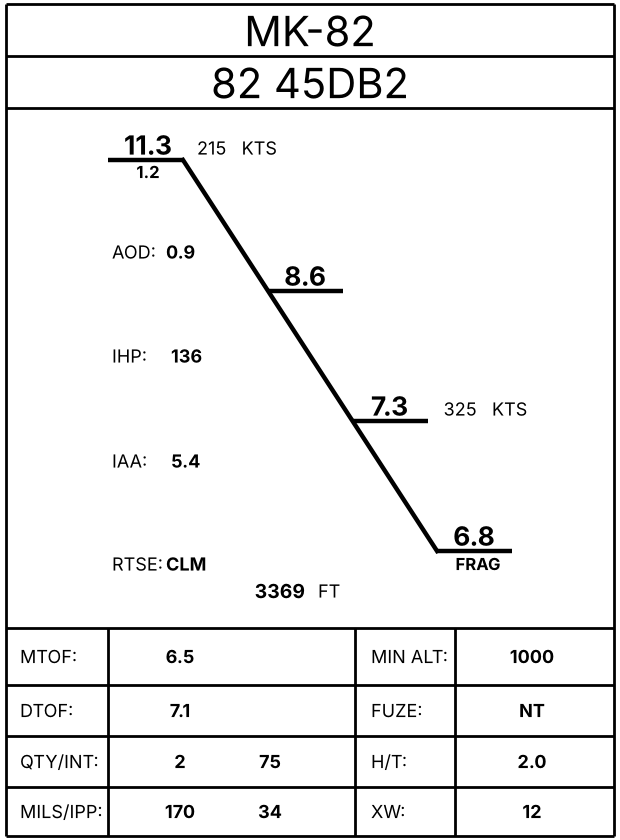 MK-82
82 45DB2
11.3 215 KTS
1.2
AOD: 0.9
8.6
IHP: 136
7.3 325 KTS
IAA: 5.4
6.8
RTSE: CLM FRAG
3369 FT
MTOF: 6.5 MIN ALT: 1000
DTOF: 7.1 FUZE: NT
QTY/INT: 2 75 H/T: 2.0
MILS/IPP: 170 34 XW: 12